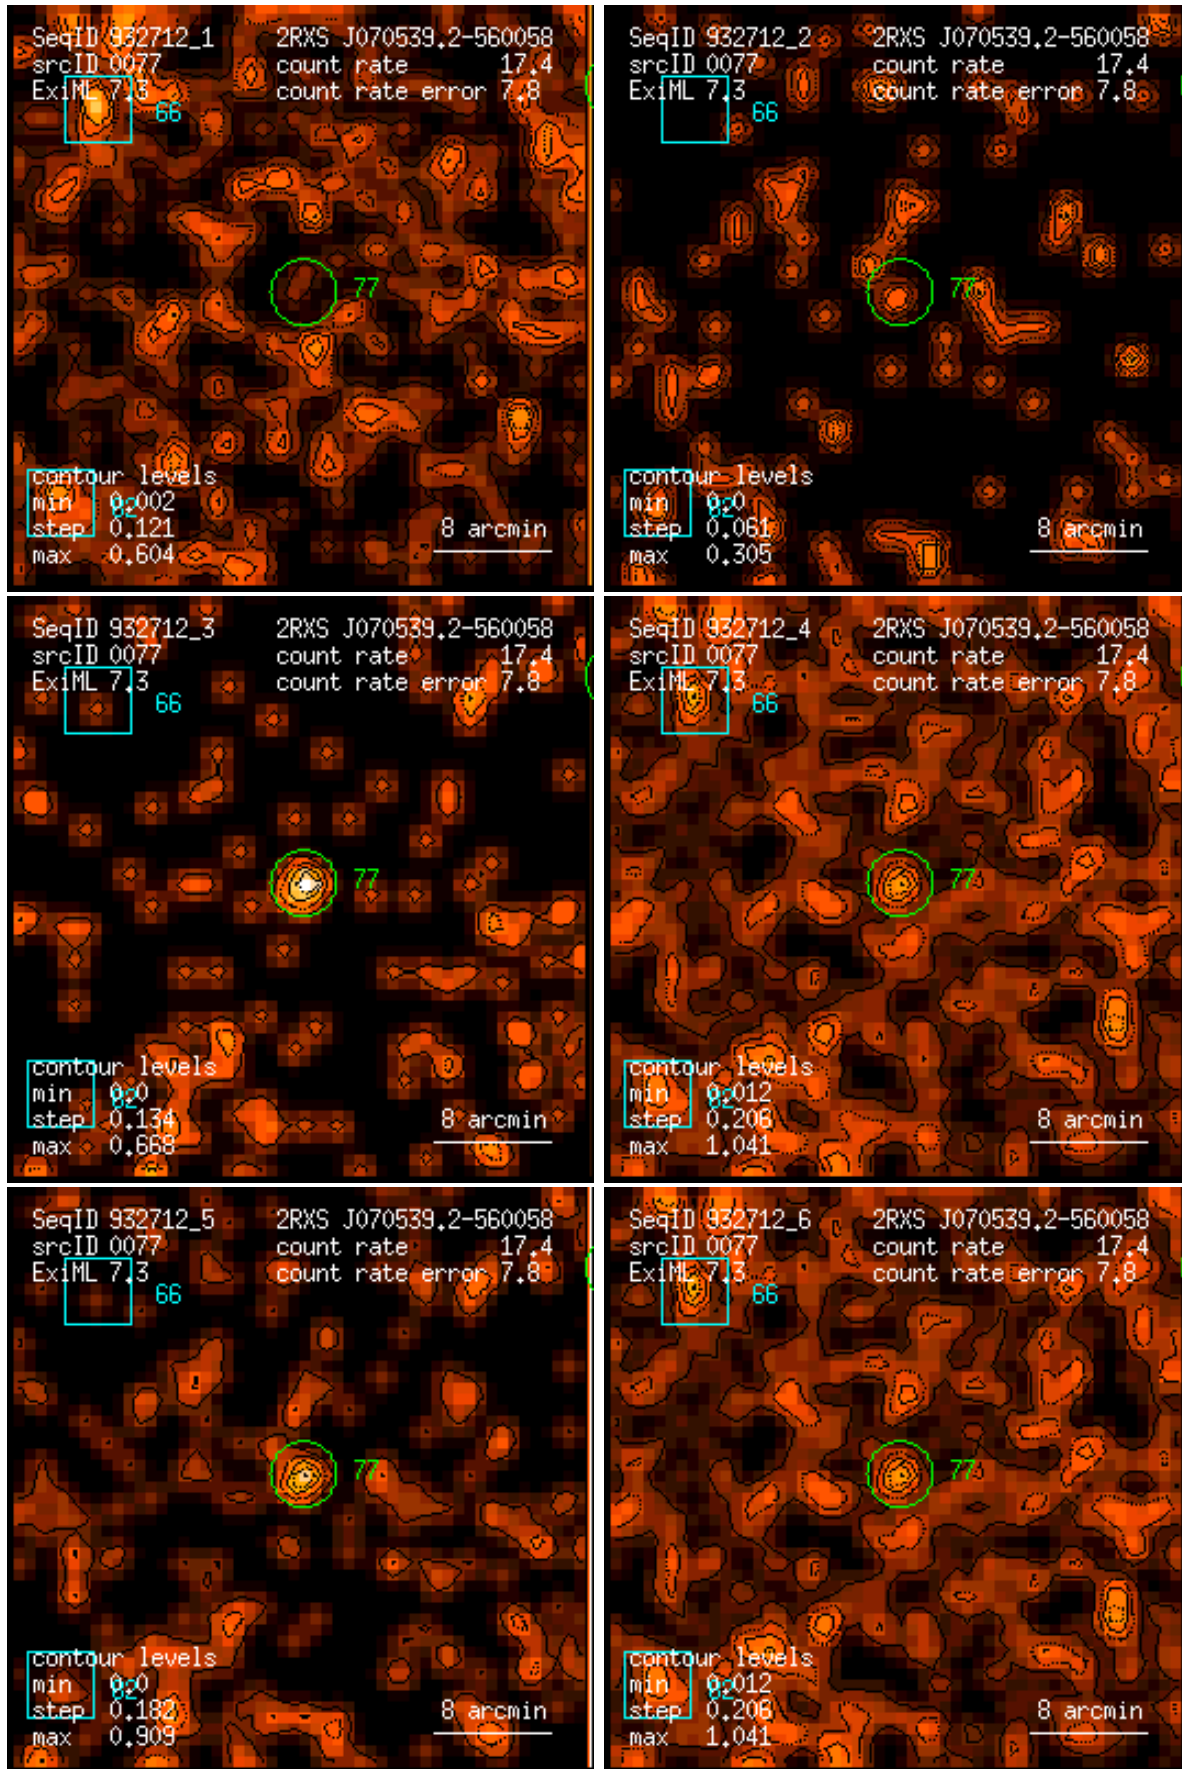 SeqID 932712_1 2RXS J070539.2-560058
srcID 0077 count rate 17.4
ExiML 7.3 count rate error 7.8
66
77
contour levels
min 0.002
82
step 0.121
8 arcmin
max 0.604
SeqID 932712_2 2RXS J070539.2-560058
srcID 0077 count rate 17.4
ExiML 7.3 count rate error 7.8
66
77
contour levels
min 0.0
82
step 0.061
8 arcmin
max 0.305
SeqID 932712_3 2RXS J070539.2-560058
srcID 0077 count rate 17.4
ExiML 7.3 count rate error 7.8
66
77
contour levels
min 0.0
82
step 0.134
8 arcmin
max 0.668
SeqID 932712_4 2RXS J070539.2-560058
srcID 0077 count rate 17.4
ExiML 7.3 count rate error 7.8
66
77
contour levels
min 0.012
82
step 0.206
8 arcmin
max 1.041
SeqID 932712_5 2RXS J070539.2-560058
srcID 0077 count rate 17.4
ExiML 7.3 count rate error 7.8
66
77
contour levels
min 0.0
82
step 0.182
8 arcmin
max 0.909
SeqID 932712_6 2RXS J070539.2-560058
srcID 0077 count rate 17.4
ExiML 7.3 count rate error 7.8
66
77
contour levels
min 0.012
82
step 0.206
8 arcmin
max 1.041